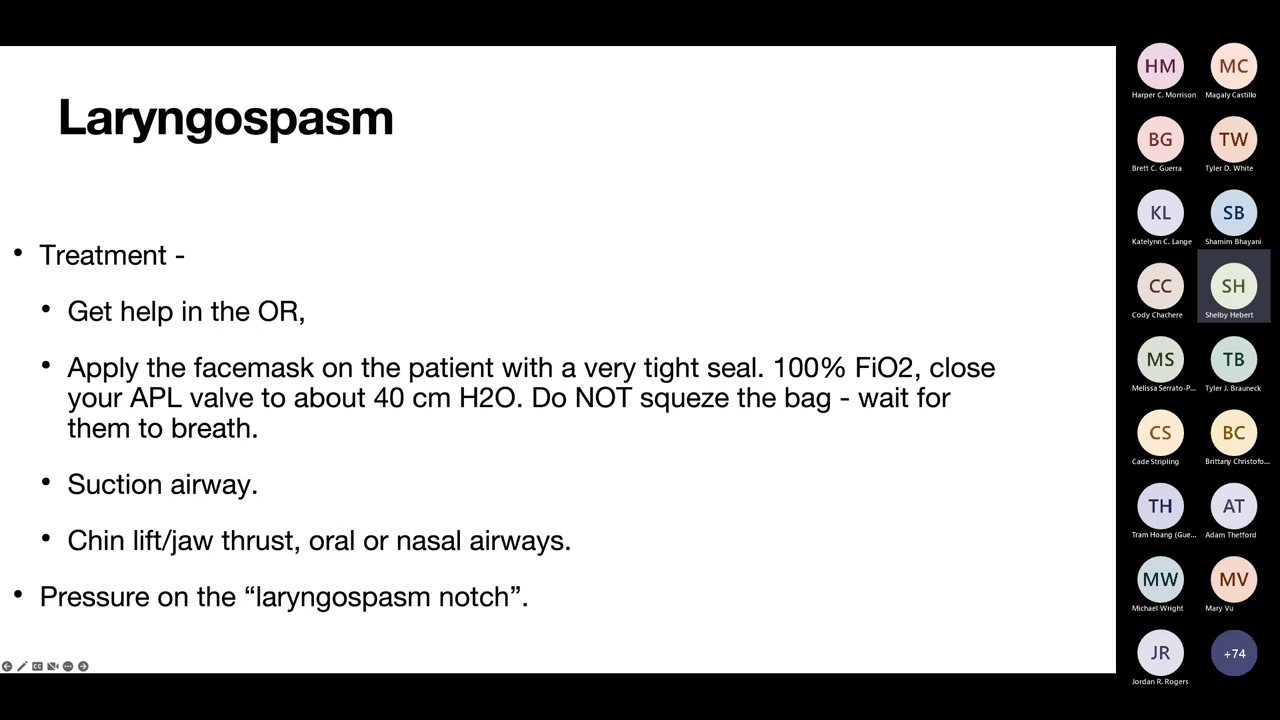 Laryngospasm
• Treatment -
• Get help in the OR,
• Apply the facemask on the patient with a very tight seal. 100% FiO2, close
your APL valve to about 40 cm H2O. Do NOT squeze the bag - wait for
them to breath.
• Suction airway.
• Chin lift/jaw thrust, oral or nasal airways.
• Pressure on the “laryngospasm notch”.
HM MC
Harper C. Morrison Magaly Castillo
BG TW
Brett C. Guerra Tyler D. White
KL SB
Katelynn C. Lange Shamim Bhayani
CC SH
Cody Chachere Shelby Hebert
MS TB
Melissa Serrato-P... Tyler J. Brauneck
CS BC
Cade Stripling Brittany Christofo...
TH AT
Tram Hoang (Gue... Adam Thetford
MW MV
Michael Wright Mary Vu
JR +74
Jordan R. Rogers